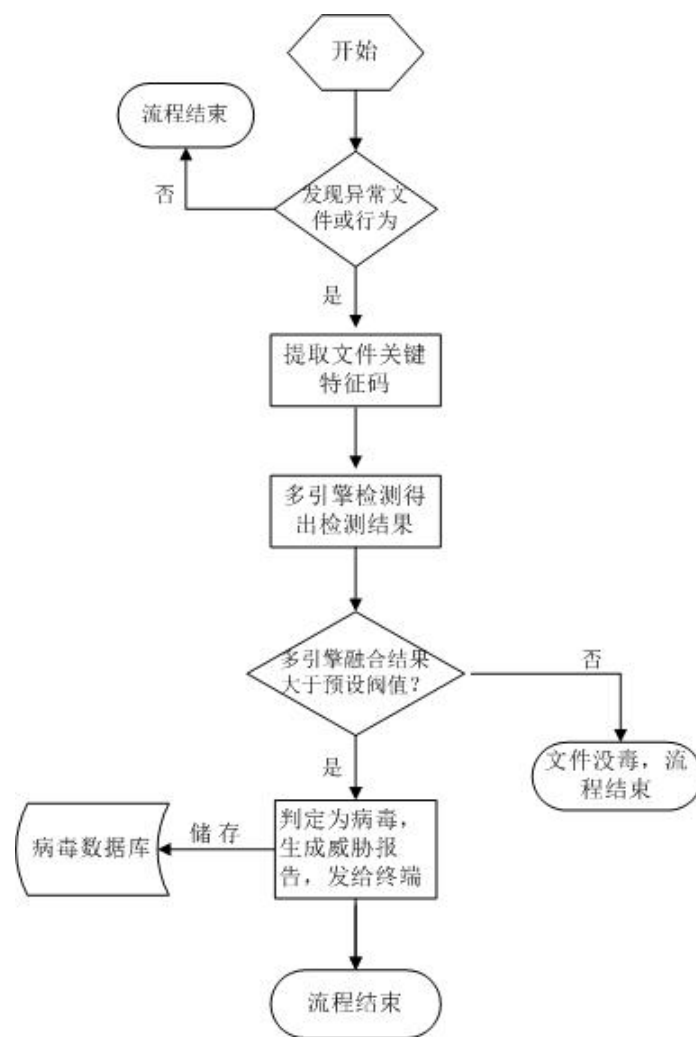 开始
流程结束
否
发现异常文
件或行为
是
提取文件关键
特征码
多引擎检测得
出检测结果
多引擎融合结果
大于预设阀值？
否
文件没毒，流
程结束
是
判定为病毒，
生成威胁报
告，发给终端
储存
病毒数据库
流程结束